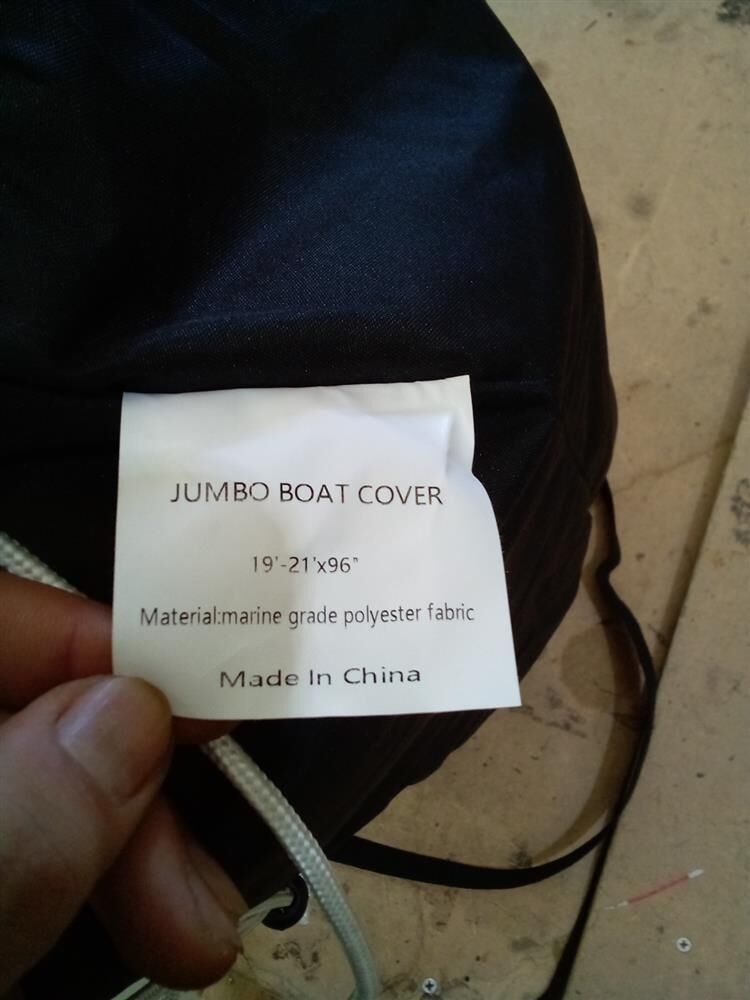 JUMBO BOAT COVER
19'-21'x96"
Material:marine grade polyester fabric
Made In China